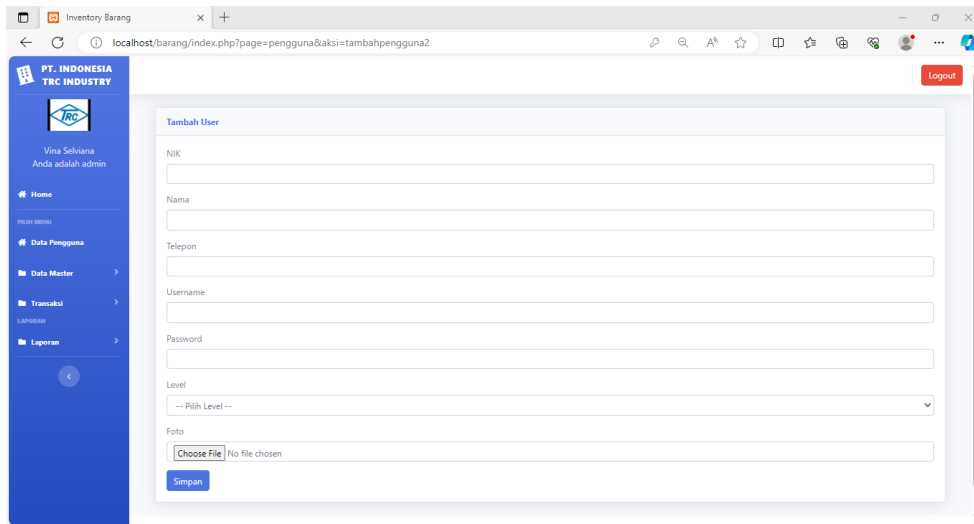 Inventory Barang
localhost/barang/index.php?page=pengguna&aksi=tambahpengguna2
PT. INDONESIA
TRC INDUSTRY
Logout
TRC
Vina Selviana
Anda adalah admin
Home
PILIH MENU
Data Pengguna
Data Master
Transaksi
LAPORAN
Laporan
Tambah User
NIK
Nama
Telepon
Username
Password
Level
-- Pilih Level --
Foto
Choose File No file chosen
Simpan